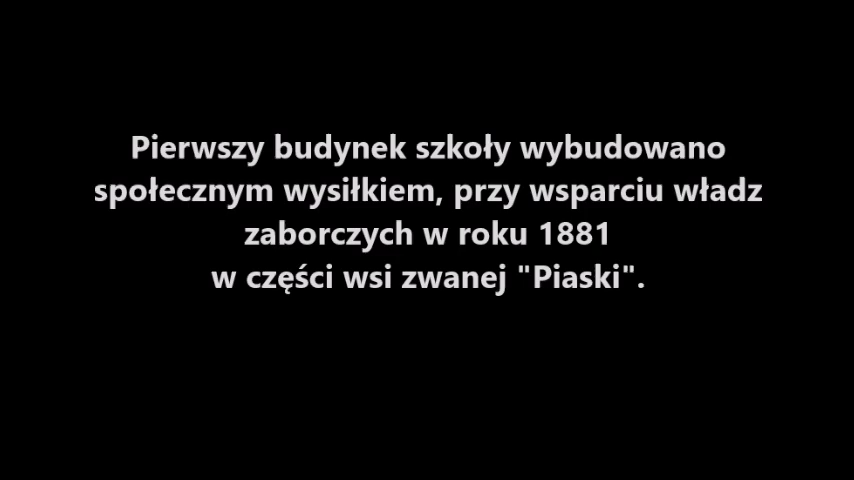 Pierwszy budynek szkoły wybudowano
społecznym wysiłkiem, przy wsparciu władz
zaborczych w roku 1881
w części wsi zwanej "Piaski".